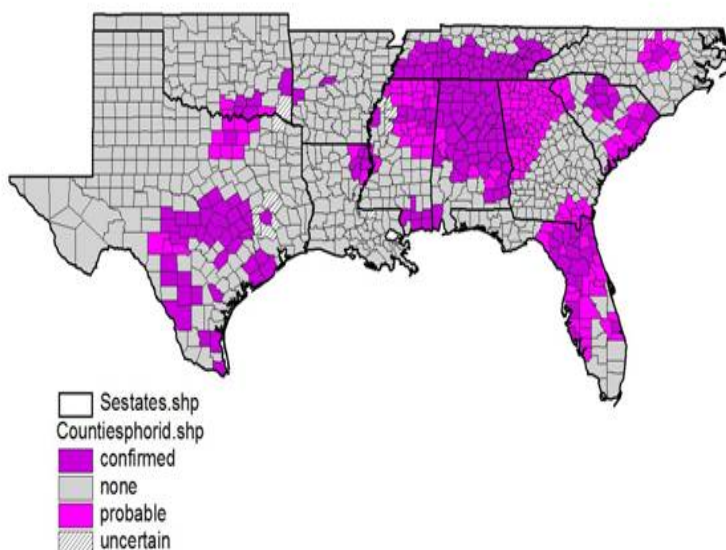 Sestates.shp
Countiesphorid.shp
confirmed
none
probable
uncertain